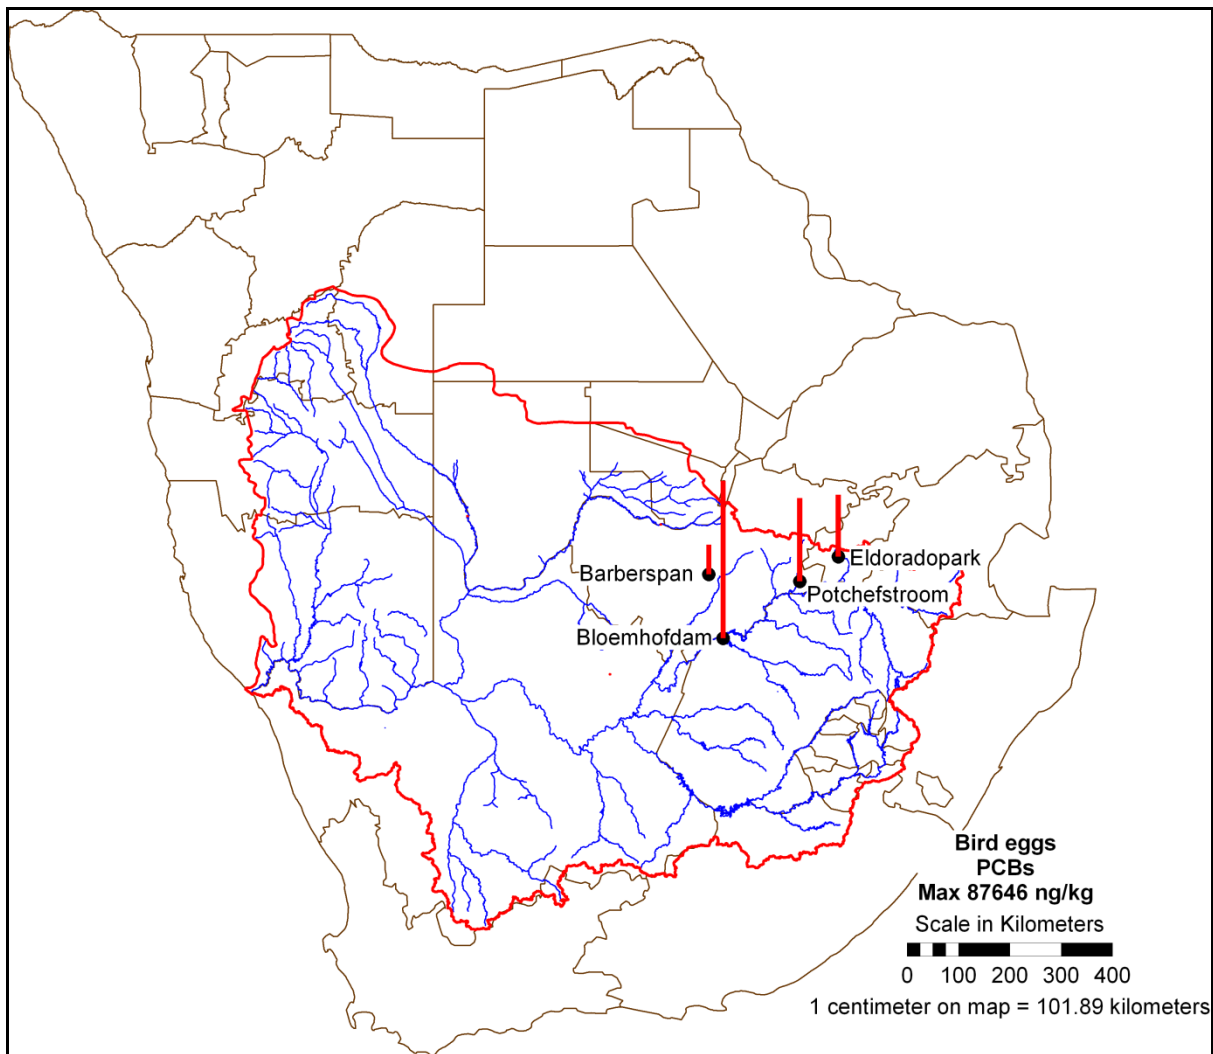 Eldoradopark
Barberspan
Potchefstroom
Bloemhofdam
Bird eggs
PCBs
Max 87646 ng/kg
Scale in Kilometers
0 100 200 300 400
1 centimeter on map = 101.89 kilometers